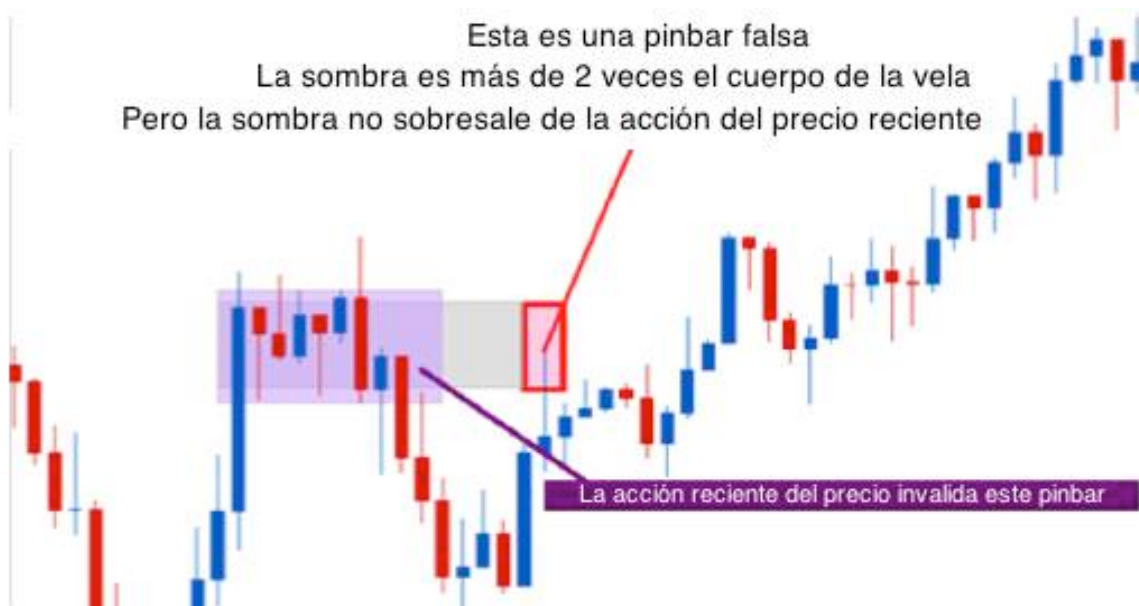 Esta es una pinbar falsa
La sombra es más de 2 veces el cuerpo de la vela
Pero la sombra no sobresale de la acción del precio reciente
La acción reciente del precio invalida este pinbar